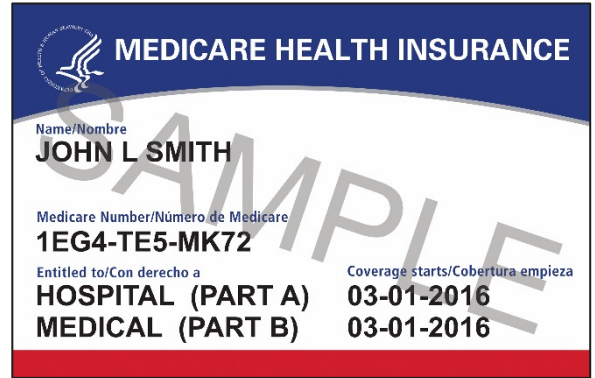 MEDICARE HEALTH INSURANCE
Name/Nombre
JOHN L SMITH
Medicare Number/Número de Medicare
1EG4-TE5-MK72
Entitled to/Con derecho a Coverage starts/Cobertura empieza
HOSPITAL (PART A) 03-01-2016
MEDICAL (PART B) 03-01-2016
SAMPLE